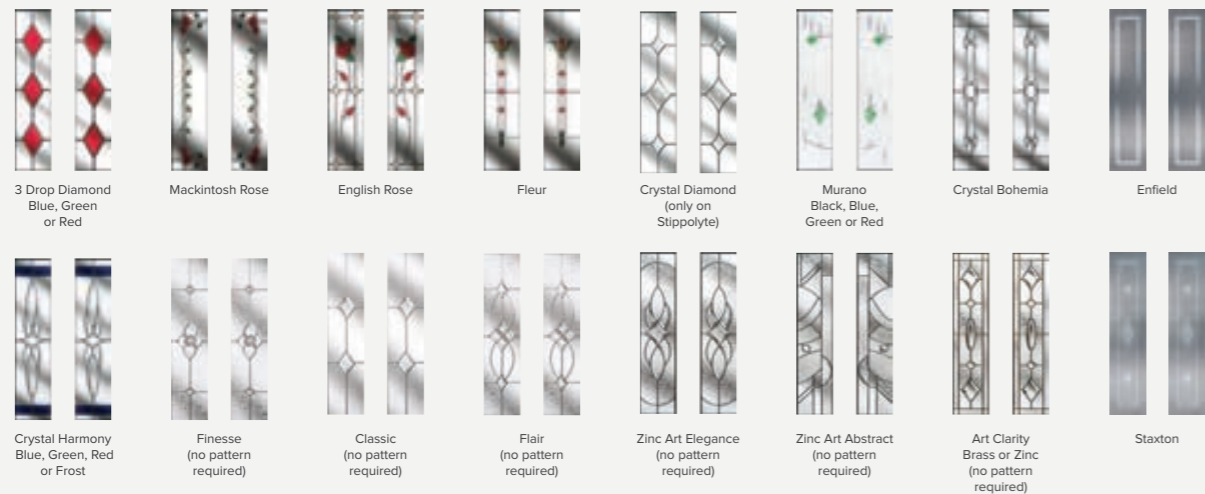 3 Drop Diamond
Blue, Green
or Red
Mackintosh Rose
English Rose
Fleur
Crystal Diamond
(only on
Stippolyte)
Murano
Black, Blue,
Green or Red
Crystal Bohemia
Enfield
Crystal Harmony
Blue, Green, Red
or Frost
Finesse
(no pattern
required)
Classic
(no pattern
required)
Flair
(no pattern
required)
Zinc Art Elegance
(no pattern
required)
Zinc Art Abstract
(no pattern
required)
Art Clarity
Brass or Zinc
(no pattern
required)
Staxton